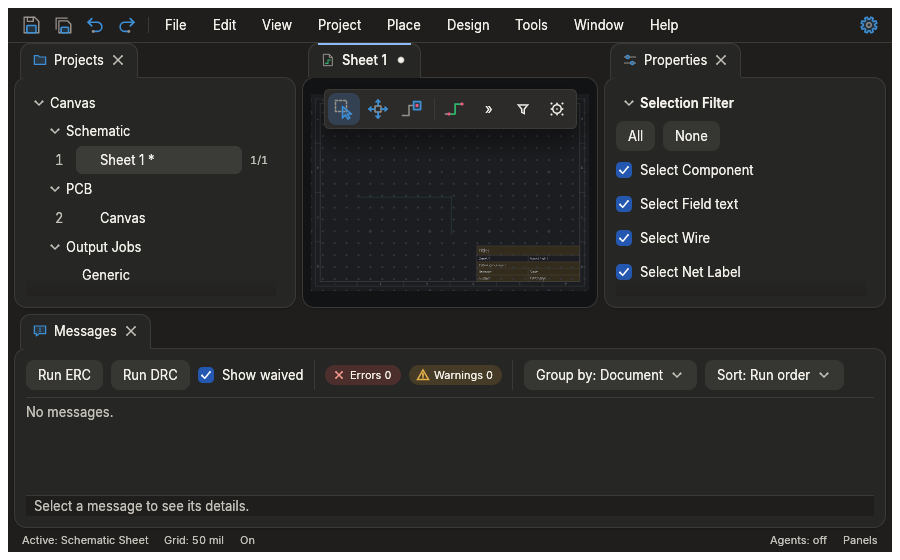 File Edit View Project Place Design Tools Window Help
Projects
Canvas
Schematic
1 Sheet 1 * 1/1
PCB
2 Canvas
Output Jobs
Generic
Sheet 1
»
Properties
Selection Filter
All None
Select Component
Select Field text
Select Wire
Select Net Label
Messages
Run ERC Run DRC Show waived Errors 0 Warnings 0 Group by: Document Sort: Run order
No messages.
Select a message to see its details.
Active: Schematic Sheet Grid: 50 mil On Agents: off Panels